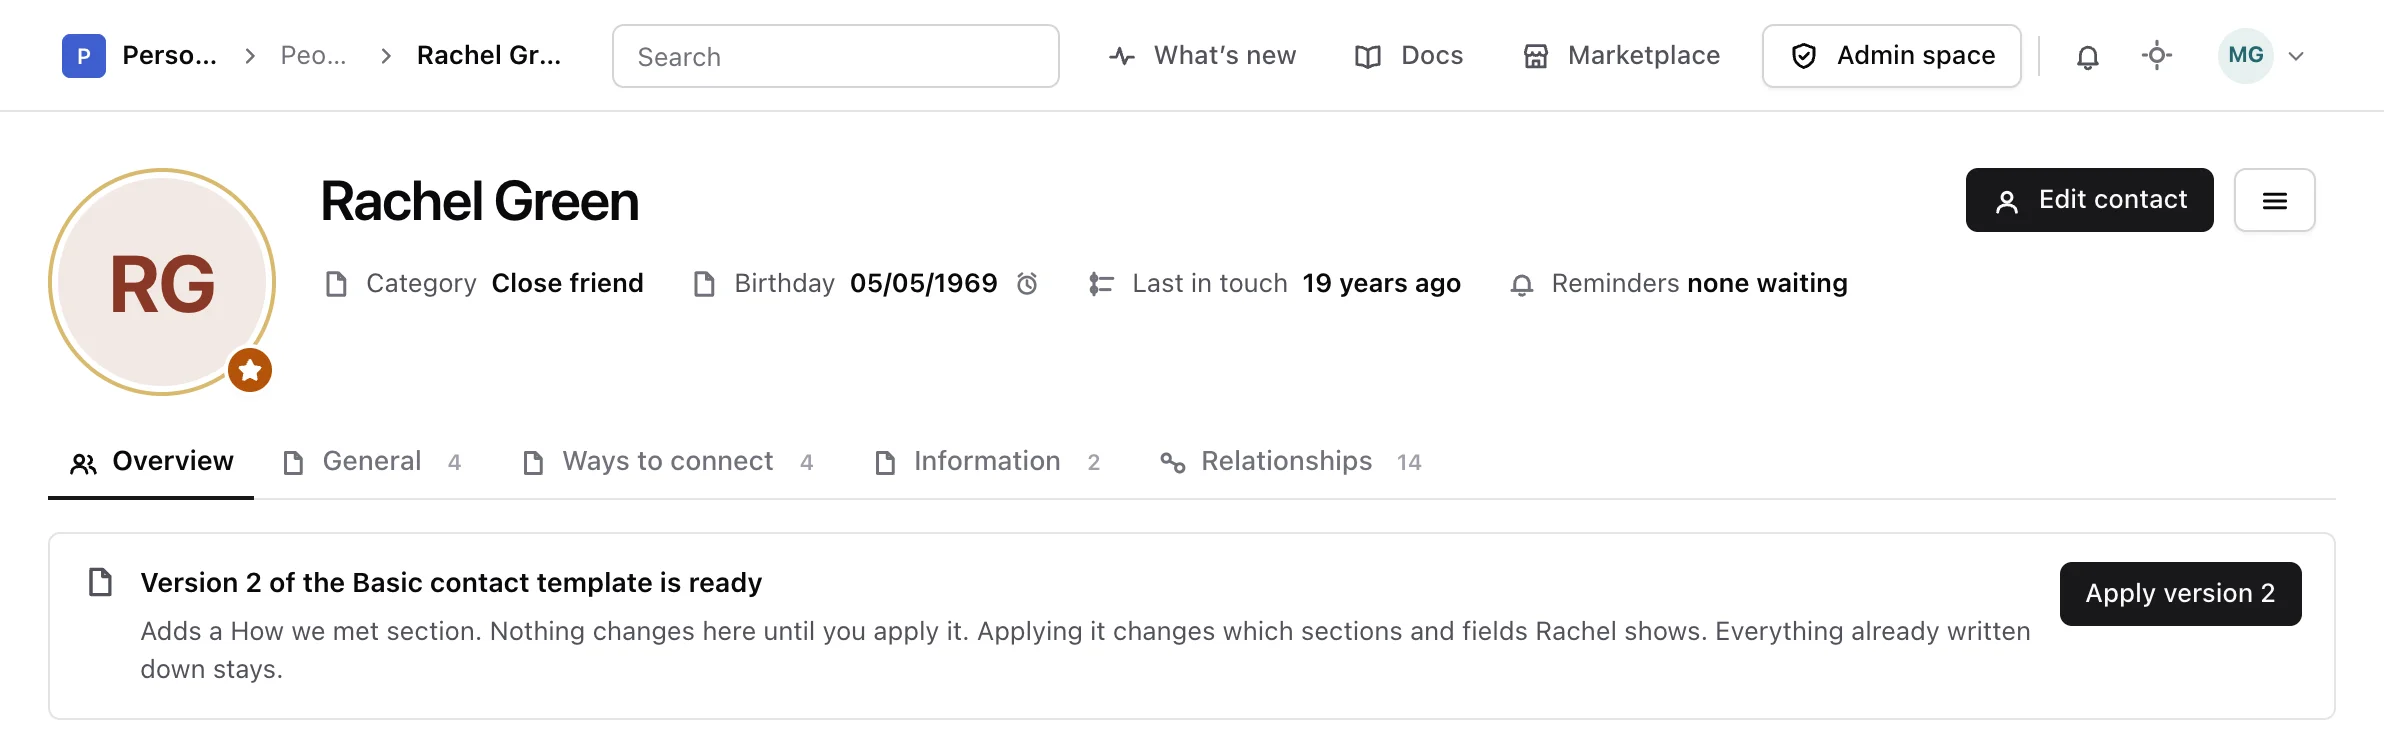 P Perso... Peo... Rachel Gr... Search What's new Docs Marketplace Admin space MG
Rachel Green
Edit contact
RG
Category Close friend Birthday 05/05/1969 Last in touch 19 years ago Reminders none waiting
Overview General 4 Ways to connect 4 Information 2 Relationships 14
Version 2 of the Basic contact template is ready
Apply version 2
Adds a How we met section. Nothing changes here until you apply it. Applying it changes which sections and fields Rachel shows. Everything already written
down stays.